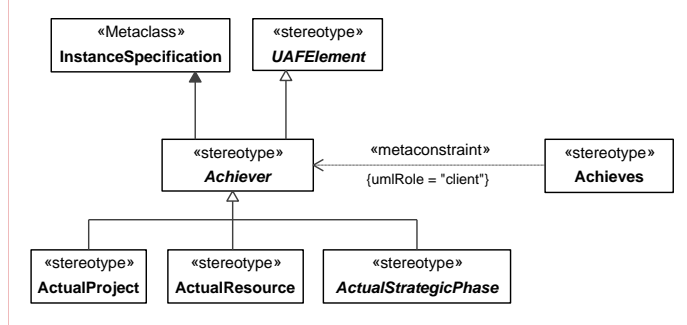 «Metaclass»
InstanceSpecification
«stereotype»
UAFElement
«stereotype»
Achiever
«metaconstraint»
{umlRole = "client"}
«stereotype»
Achieves
«stereotype»
ActualProject
«stereotype»
ActualResource
«stereotype»
ActualStrategicPhase